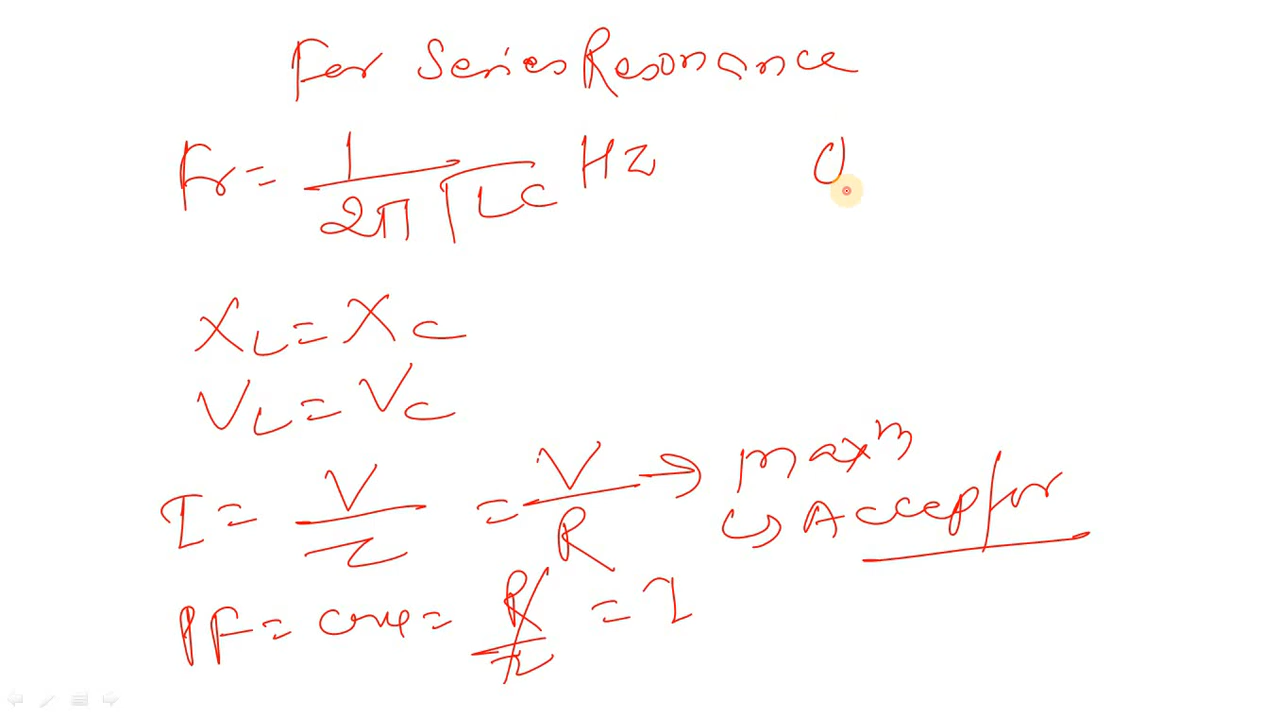 For Series Resonance
Fr = 1 / 2π √LC Hz
XL = XC
VL = VC
I = V / Z = V / R → maxm
↳ Acceptor
PF = cosφ = R / Z = 1